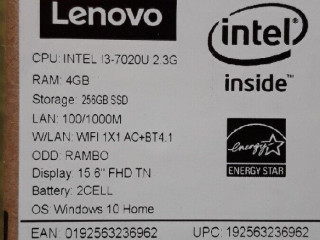 Lenovo
intel
inside™
CPU: INTEL I3-7020U 2.3G
RAM: 4GB
Storage: 256GB SSD
LAN: 100/1000M
W/LAN: WIFI 1X1 AC+BT4.1
ODD: RAMBO
Display: 15.6" FHD TN
Battery: 2CELL
OS: Windows 10 Home
energy
ENERGY STAR
EAN: 0192563236962
UPC: 192563236962